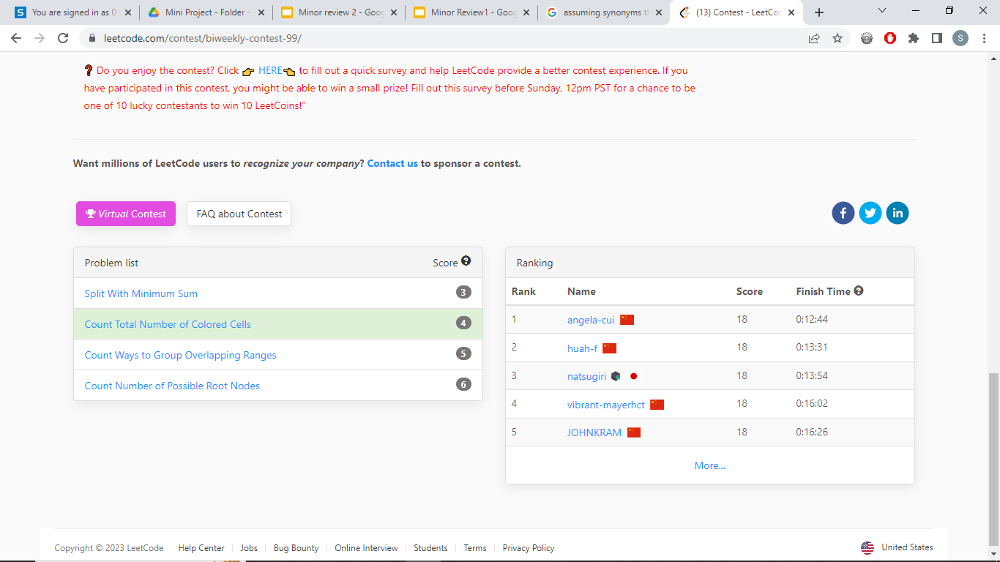 You are signed in as 0
Mini Project - Folder -
Minor review 2 - Goog
Minor Review1 - Goog
assuming synonyms th
(13) Contest - LeetCod
leetcode.com/contest/biweekly-contest-99/
S
❓ Do you enjoy the contest? Click 👉 HERE👈 to fill out a quick survey and help LeetCode provide a better contest experience. If you
have participated in this contest, you might be able to win a small prize! Fill out this survey before Sunday, 12pm PST for a chance to be
one of 10 lucky contestants to win 10 LeetCoins!”
Want millions of LeetCode users to recognize your company? Contact us to sponsor a contest.
Virtual Contest
FAQ about Contest
Problem list Score
Split With Minimum Sum 3
Count Total Number of Colored Cells 4
Count Ways to Group Overlapping Ranges 5
Count Number of Possible Root Nodes 6
Ranking
Rank Name Score Finish Time
1 angela-cui 18 0:12:44
2 huah-f 18 0:13:31
3 natsugiri 18 0:13:54
4 vibrant-mayerhct 18 0:16:02
5 JOHNKRAM 18 0:16:26
More...
Copyright © 2023 LeetCode Help Center Jobs Bug Bounty Online Interview Students Terms Privacy Policy United States